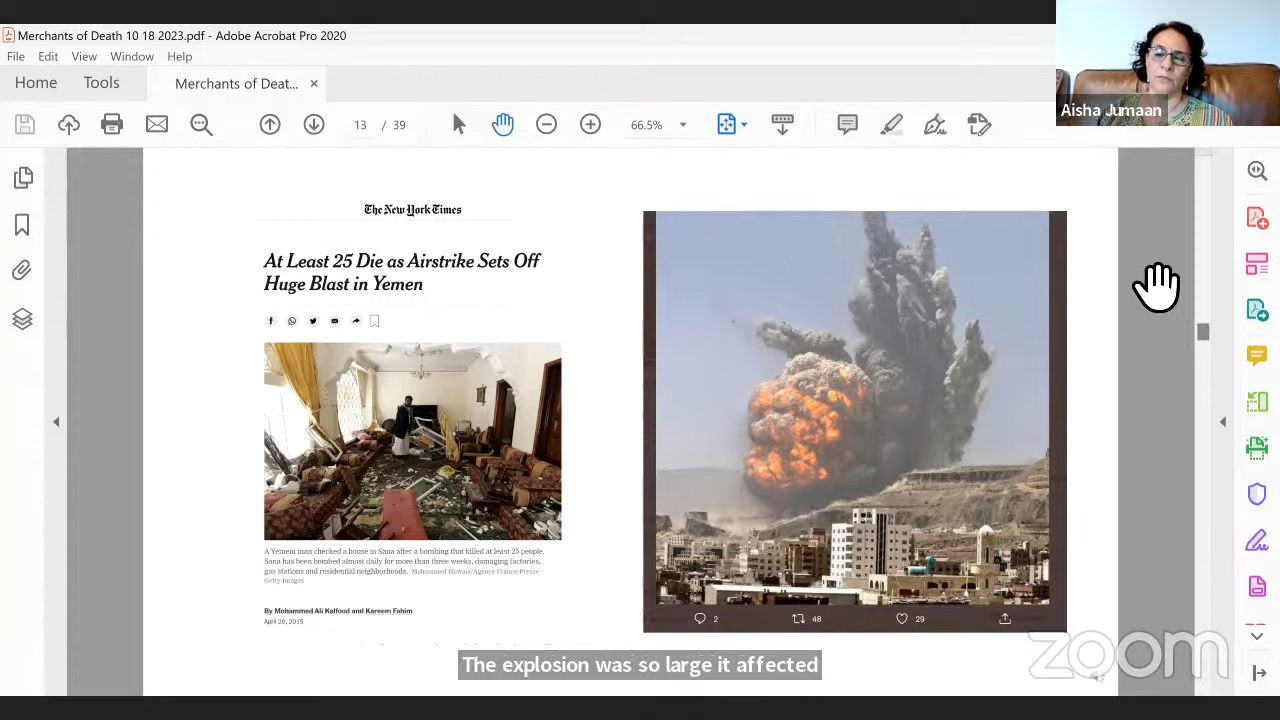 Merchants of Death 10 18 2023.pdf - Adobe Acrobat Pro 2020
File Edit View Window Help
Home Tools Merchants of Deat... ×
13 / 39 66.5%
Aisha Jumaan
The New York Times
At Least 25 Die as Airstrike Sets Off
Huge Blast in Yemen
A Yemeni man checked a house in Sana after a bombing that killed at least 25 people.
Sana has been bombed almost daily for more than three weeks, damaging factories,
gas stations and residential neighborhoods. Mohammed Huwais/Agence France-Presse -
Getty Images
By Mohammed Ali Kalfood and Kareem Fahim
April 20, 2015
2 48 29
The explosion was so large it affected
zoom